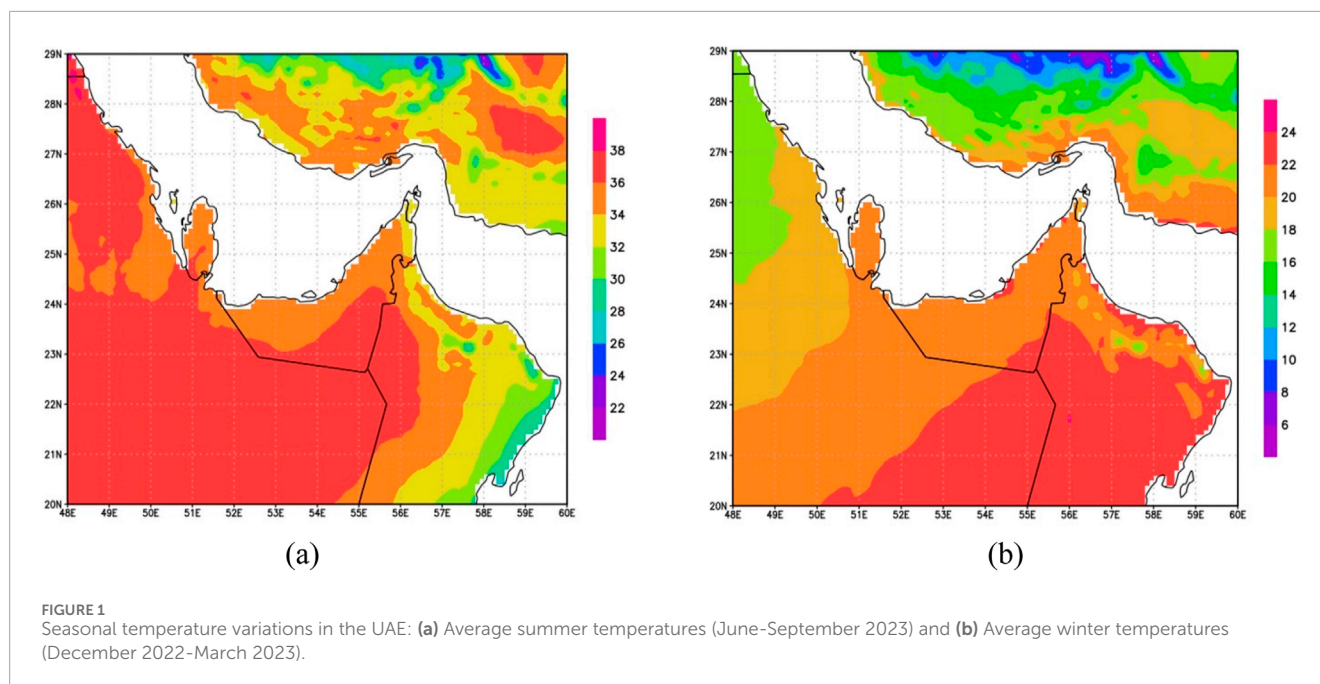 29N
28N
27N
26N
25N
24N
23N
22N
21N
20N
48E 49E 50E 51E 52E 53E 54E 55E 56E 57E 58E 59E 60E
38
36
34
32
30
28
26
24
22
(a)
29N
28N
27N
26N
25N
24N
23N
22N
21N
20N
48E 49E 50E 51E 52E 53E 54E 55E 56E 57E 58E 59E 60E
24
22
20
18
16
14
12
10
8
6
(b)
FIGURE 1
Seasonal temperature variations in the UAE: (a) Average summer temperatures (June-September 2023) and (b) Average winter temperatures
(December 2022-March 2023).